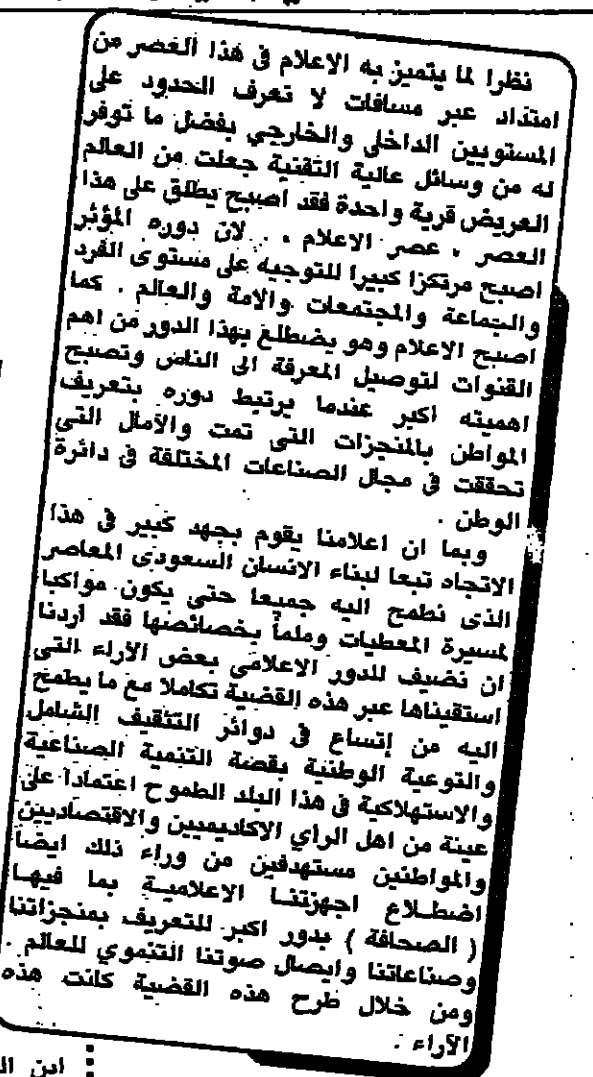 نظرا لما يتميز به الاعلام في هذا العصر من
امتداد عبر مسافات لا تعرف الحدود على
المستويين الداخلى والخارجي بفضل ما توفر
له من وسائل عالية التقنية جعلت من العالم
العريض قرية واحدة فقد أصبح يطلق على هذا
العصر ، عصر الاعلام ، . لان دوره المؤثر
اصبح مرتكزا كبيرا للتوجيه على مستوى الفرد
والجماعة والمجتمعات والامة والعالم . كما
اصبح الاعلام وهو يضطلع بهذا الدور من اهم
القنوات لتوصيل المعرفة الى الناس وتصبح
اهميته اكبر عندما يرتبط دوره بتعريف
المواطن بالمنجزات التى تمت والآمال التي
تحققت في مجال الصناعات المختلفة في دائرة
الوطن .
وبما ان اعلامنا يقوم بجهد كبير في هذا
الاتجاه تبعا لبناء الانسان السعودى المعاصر
الذى نطمح اليه جميعا حتى يكون مواكبا
لمسيرة المعطيات وملماً بخصائصها فقد أردنا
ان نضيف للدور الاعلامى بعض الآراء التى
استقيناها عبر هذه القضية تكاملا مع ما يطمح
اليه من إتساع في دوائر التثقيف الشامل
والتوعية الوطنية بقصة التنمية الصناعية
والاستهلاكية في هذا البلد الطموح اعتماداً على
عينة من اهل الرأي الاكاديميين والاقتصاديين
والمواطنين مستهدفين من وراء ذلك ايضاً
اضطلاع اجهزتنا الاعلامية بما فيها
( الصحافة ) بدور اكبر للتعريف بمنجزاتنا
وصناعاتنا وايصال صوتنا التنموي للعالم .
ومن خلال طرح هذه القضية كانت هذه
الآراء .